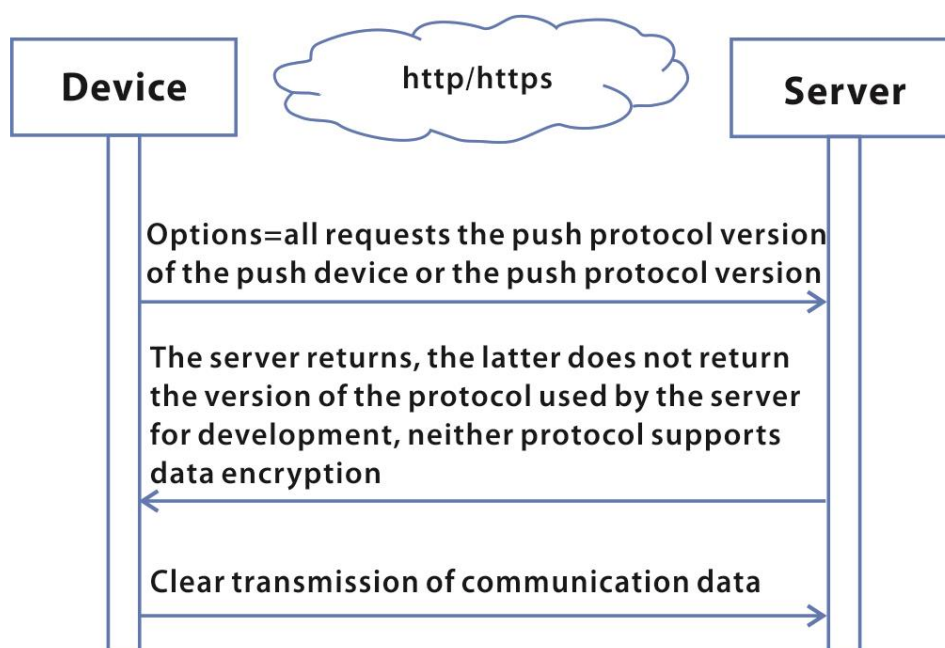 Device
http/https
Server
Options=all requests the push protocol version
of the push device or the push protocol version
The server returns, the latter does not return
the version of the protocol used by the server
for development, neither protocol supports
data encryption
Clear transmission of communication data